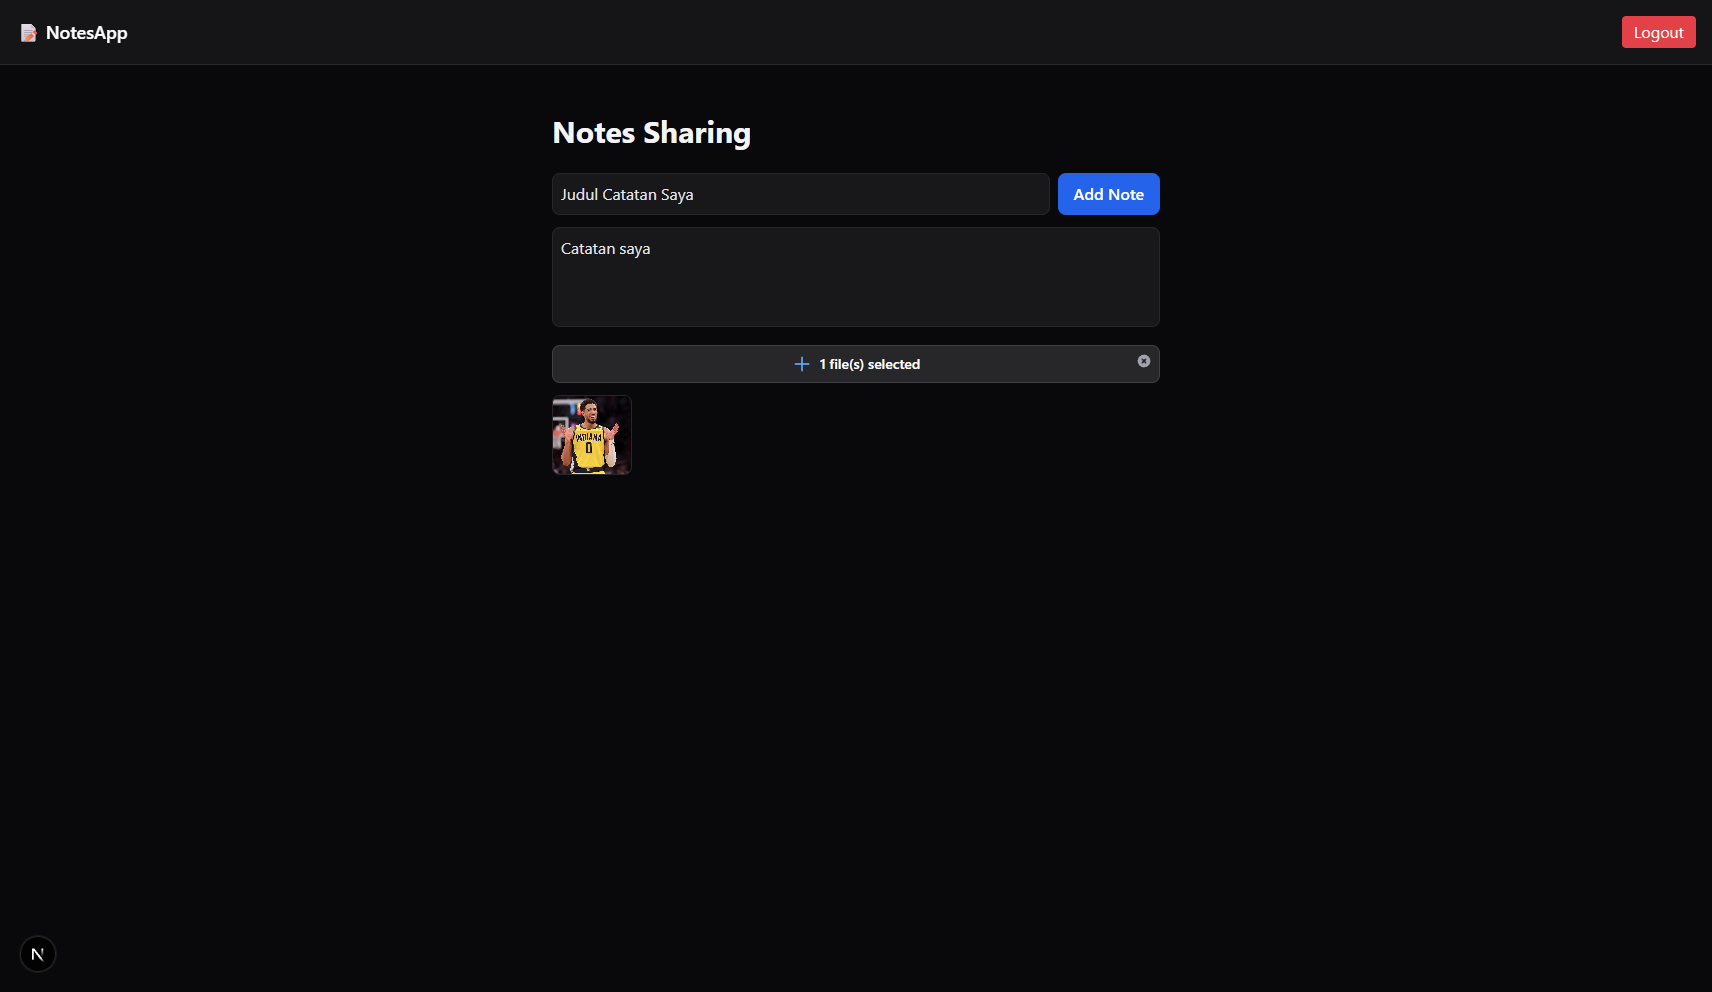 NotesApp
Logout
Notes Sharing
Judul Catatan Saya
Add Note
Catatan saya
1 file(s) selected
INDIANA
0
N